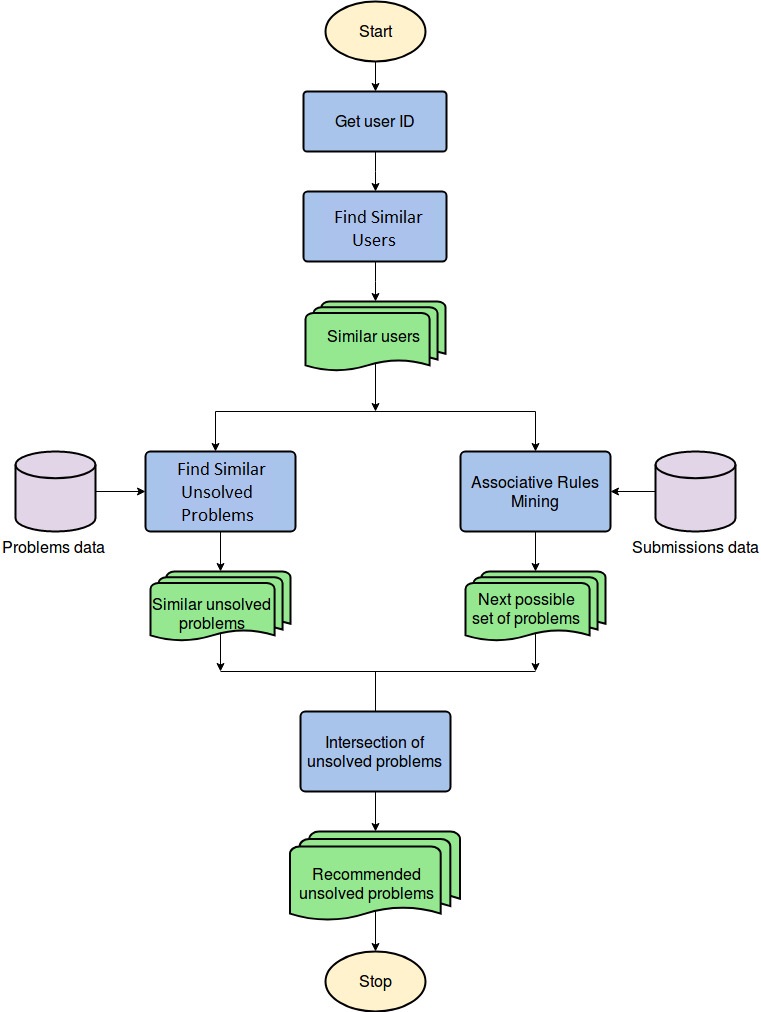 Start
Get user ID
Find Similar
Users
Similar users
Find Similar
Unsolved
Problems
Associative Rules
Mining
Problems data
Submissions data
Similar unsolved
problems
Next possible
set of problems
Intersection of
unsolved problems
Recommended
unsolved problems
Stop